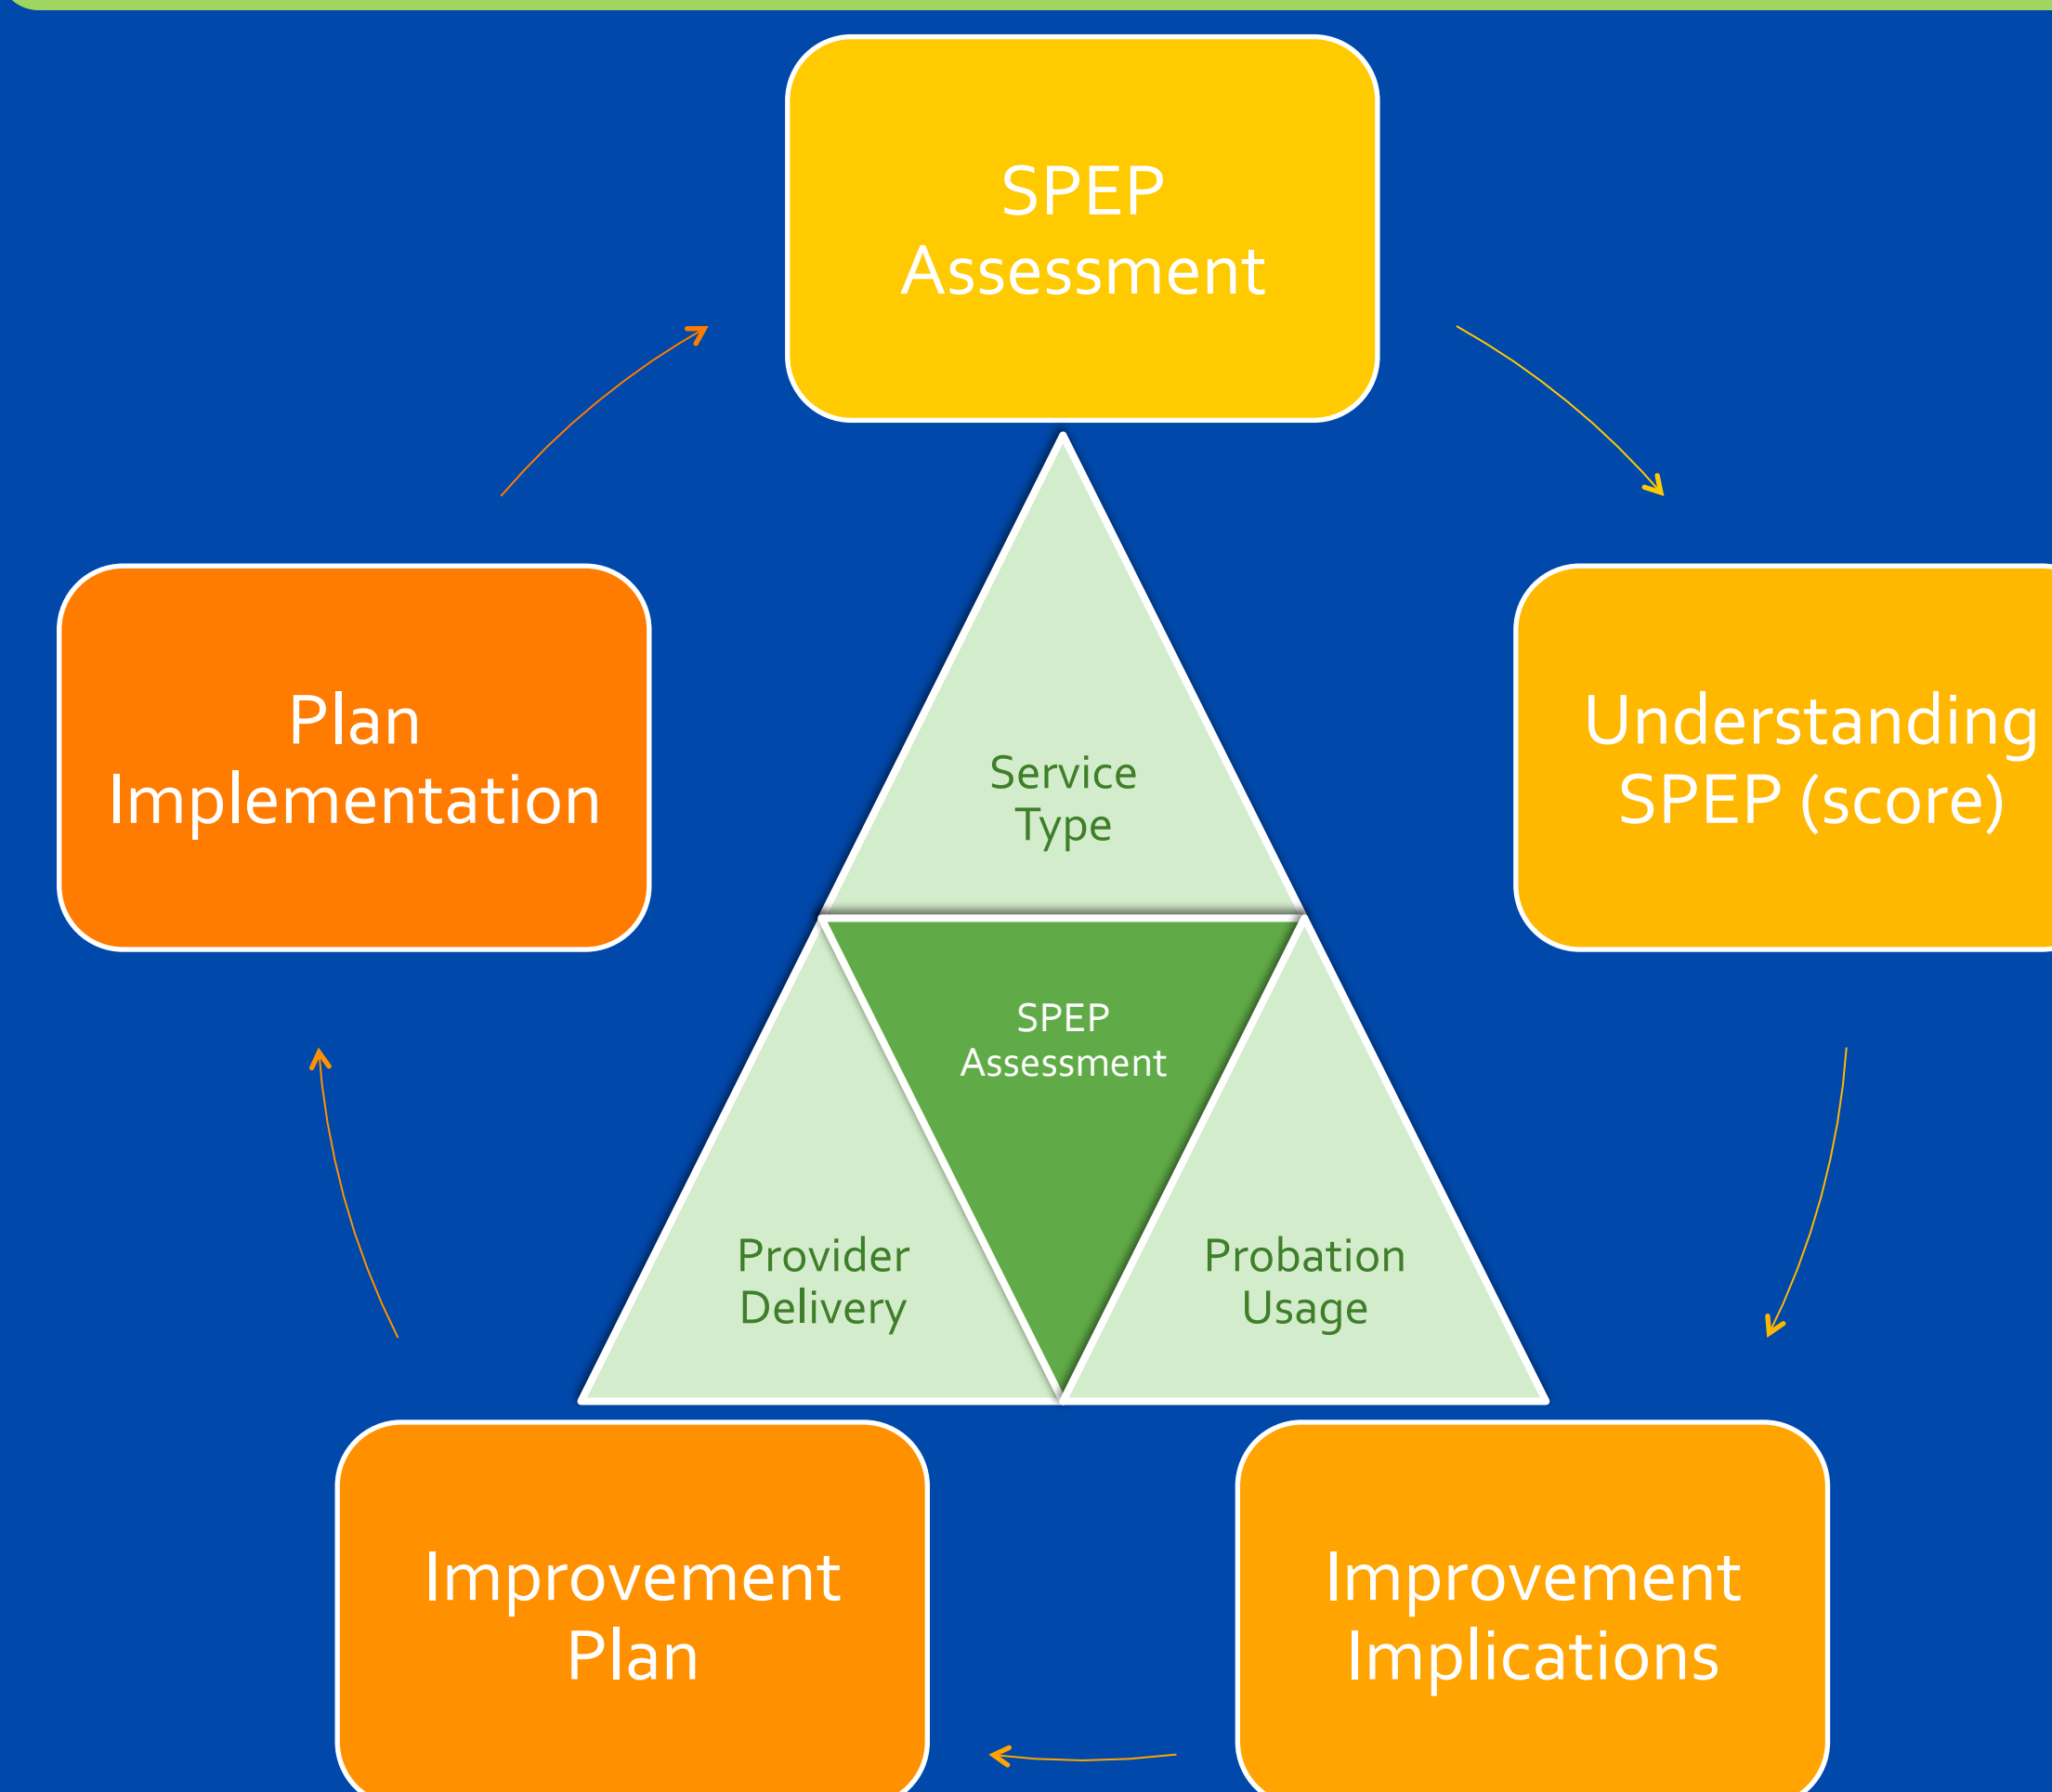 SPEP
Assessment
Plan
Implementation
Understanding
SPEP (score)
Service
Type
SPEP
Assessment
Provider
Delivery
Probation
Usage
Improvement
Plan
Improvement
Implications